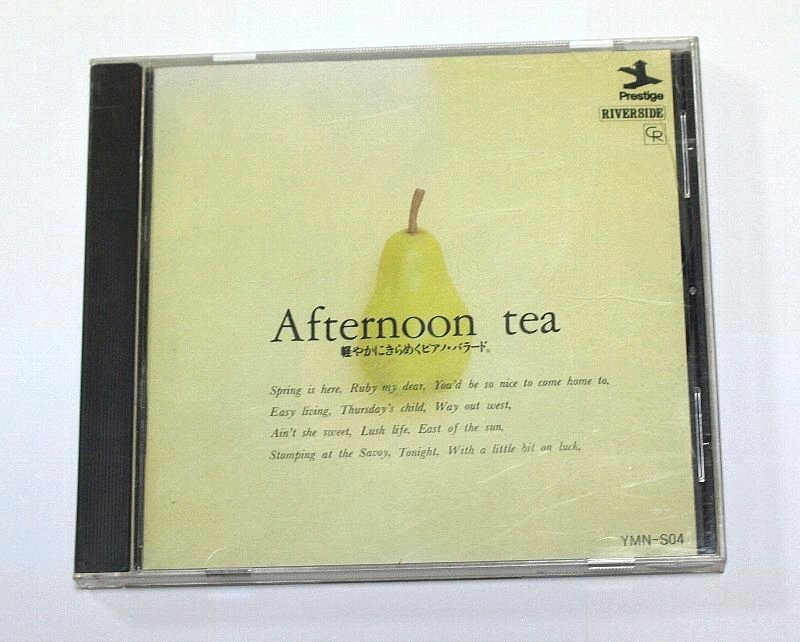 Prestige
RIVERSIDE
CR
Afternoon tea
軽やかにきらめくピアノ・バラード。
Spring is here, Ruby my dear, You'd be so nice to come home to,
Easy living, Thursday's child, Way out west,
Ain't she sweet, Lush life, East of the sun,
Stomping at the Savoy, Tonight, With a little bit on luck,
YMN-S04